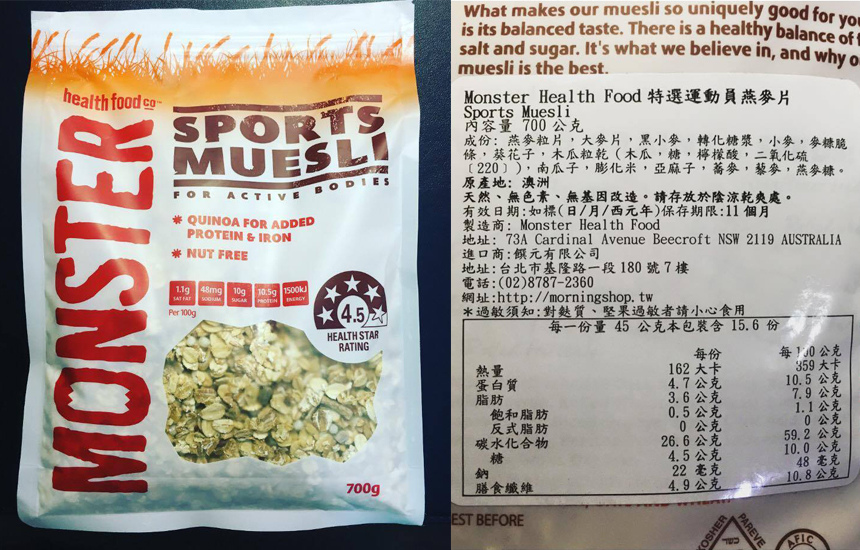 health food co™
MONSTER
SPORTS
MUESLI
FOR ACTIVE BODIES
QUINOA FOR ADDED
PROTEIN & IRON
NUT FREE
1.1g SAT FAT 48mg SODIUM 10g SUGAR 10.5g PROTEIN 1500kJ ENERGY
Per 100g
4.5
HEALTH STAR
RATING
700g
What makes our muesli so uniquely good for you
is its balanced taste. There is a healthy balance of
salt and sugar. It's what we believe in, and why o
muesli is the best.
Monster Health Food 特選運動員燕麥片
Sports Muesli
內容量 700 公克
成份: 燕麥粒片，大麥片，黑小麥，轉化糖漿，小麥，麥糠脆
條，葵花子，木瓜粒乾（木瓜，糖，檸檬酸，二氧化硫
〔220〕），南瓜子，膨化米，亞麻子，蕎麥，藜麥，燕麥糠。
原產地: 澳洲
天然、無色素、無基因改造。請存放於陰涼乾爽處。
有效日期:如標(日/月/西元年)保存期限:11 個月
製造商: Monster Health Food
地址: 73A Cardinal Avenue Beecroft NSW 2119 AUSTRALIA
進口商:饌元有限公司
地址:台北市基隆路一段 180 號 7 樓
電話:(02)8787-2360
網址:http://morningshop.tw
＊過敏須知:對麩質、堅果過敏者請小心食用
每一份量 45 公克本包裝含 15.6 份
每份 每 100 公克
熱量 162 大卡 359 大卡
蛋白質 4.7 公克 10.5 公克
脂肪 3.6 公克 7.9 公克
飽和脂肪 0.5 公克 1.1 公克
反式脂肪 0 公克 0 公克
碳水化合物 26.6 公克 59.2 公克
糖 4.5 公克 10.0 公克
鈉 22 毫克 48 毫克
膳食纖維 4.9 公克 10.8 公克
EST BEFORE
KOSHER
PAREVE
AFIC